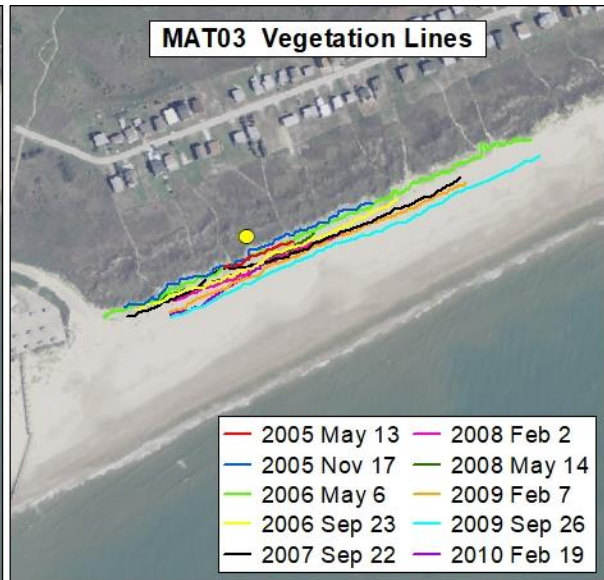 MAT03 Vegetation Lines
2005 May 13
2008 Feb 2
2005 Nov 17
2008 May 14
2006 May 6
2009 Feb 7
2006 Sep 23
2009 Sep 26
2007 Sep 22
2010 Feb 19